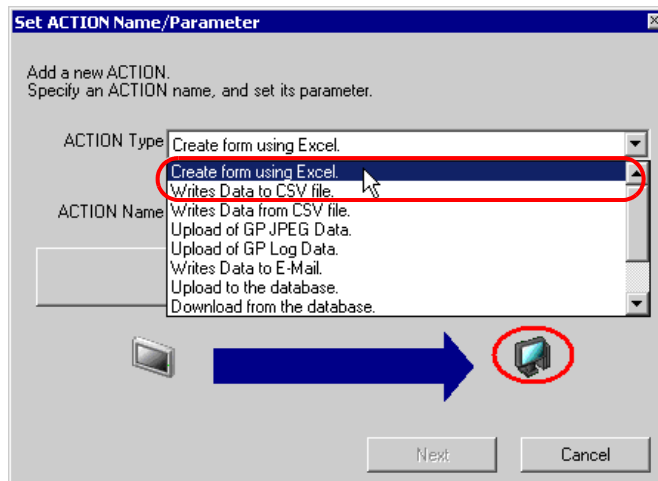 Set ACTION Name/Parameter
Add a new ACTION.
Specify an ACTION name, and set its parameter.
ACTION Type
Create form using Excel.
Create form using Excel.
Writes Data to CSV file.
ACTION Name
Writes Data from CSV file.
Upload of GP JPEG Data.
Upload of GP Log Data.
Writes Data to E-Mail.
Upload to the database.
Download from the database.
Next
Cancel